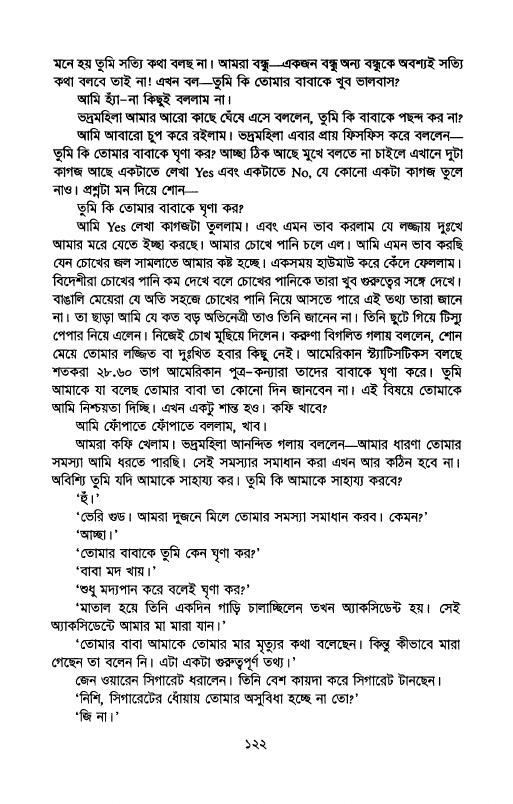 মনে হয় তুমি সত্যি কথা বলছ না। আমরা বন্ধু—একজন বন্ধু অন্য বন্ধুকে অবশ্যই সত্যি
কথা বলবে তাই না! এখন বল—তুমি কি তোমার বাবাকে খুব ভালবাস?
আমি হ্যাঁ-না কিছুই বললাম না।
ভদ্রমহিলা আমার আরো কাছে ঘেঁষে এসে বললেন, তুমি কি বাবাকে পছন্দ কর না?
আমি আবারো চুপ করে রইলাম। ভদ্রমহিলা এবার প্রায় ফিসফিস করে বললেন—
তুমি কি তোমার বাবাকে ঘৃণা কর? আচ্ছা ঠিক আছে মুখে বলতে না চাইলে এখানে দুটা
কাগজ আছে একটাতে লেখা Yes এবং একটাতে No, যে কোনো একটা কাগজ তুলে
নাও। প্রশ্নটা মন দিয়ে শোন—
তুমি কি তোমার বাবাকে ঘৃণা কর?
আমি Yes লেখা কাগজটা তুললাম। এবং এমন ভাব করলাম যে লজ্জায় দুঃখে
আমার মরে যেতে ইচ্ছা করছে। আমার চোখে পানি চলে এল। আমি এমন ভাব করছি
যেন চোখের জল সামলাতে আমার কষ্ট হচ্ছে। একসময় হাউমাউ করে কেঁদে ফেললাম।
বিদেশীরা চোখের পানি কম দেখে বলে চোখের পানিকে তারা খুব গুরুত্বের সঙ্গে দেখে।
বাঙালি মেয়েরা যে অতি সহজে চোখের পানি নিয়ে আসতে পারে এই তথ্য তারা জানে
না। তা ছাড়া আমি যে কত বড় অভিনেত্রী তাও তিনি জানেন না। তিনি ছুটে গিয়ে টিস্যু
পেপার নিয়ে এলেন। নিজেই চোখ মুছিয়ে দিলেন। করুণা বিগলিত গলায় বললেন, শোন
মেয়ে তোমার লজ্জিত বা দুঃখিত হবার কিছু নেই। আমেরিকান স্ট্যাটিসটিকস বলছে
শতকরা ২৮.৬০ ভাগ আমেরিকান পুত্র-কন্যারা তাদের বাবাকে ঘৃণা করে। তুমি
আমাকে যা বলেছ তোমার বাবা তা কোনো দিন জানবেন না। এই বিষয়ে তোমাকে
আমি নিশ্চয়তা দিচ্ছি। এখন একটু শান্ত হও। কফি খাবে?
আমি ফোঁপাতে ফোঁপাতে বললাম, খাব।
আমরা কফি খেলাম। ভদ্রমহিলা আনন্দিত গলায় বললেন—আমার ধারণা তোমার
সমস্যা আমি ধরতে পারছি। সেই সমস্যার সমাধান করা এখন আর কঠিন হবে না।
অবিশ্যি তুমি যদি আমাকে সাহায্য কর। তুমি কি আমাকে সাহায্য করবে?
‘হুঁ।’
‘ভেরি গুড। আমরা দুজনে মিলে তোমার সমস্যা সমাধান করব। কেমন?’
‘আচ্ছা।’
‘তোমার বাবাকে তুমি কেন ঘৃণা কর?’
‘বাবা মদ খায়।’
‘শুধু মদ্যপান করে বলেই ঘৃণা কর?’
‘মাতাল হয়ে তিনি একদিন গাড়ি চালাচ্ছিলেন তখন অ্যাকসিডেন্ট হয়। সেই
অ্যাকসিডেন্টে আমার মা মারা যান।’
‘তোমার বাবা আমাকে তোমার মার মৃত্যুর কথা বলেছেন। কিন্তু কীভাবে মারা
গেছেন তা বলেন নি। এটা একটা গুরুত্বপূর্ণ তথ্য।’
জেন ওয়ারেন সিগারেট ধরালেন। তিনি বেশ কায়দা করে সিগারেট টানছেন।
‘নিশি, সিগারেটের ধোঁয়ায় তোমার অসুবিধা হচ্ছে না তো?’
‘জি না।’
১২২